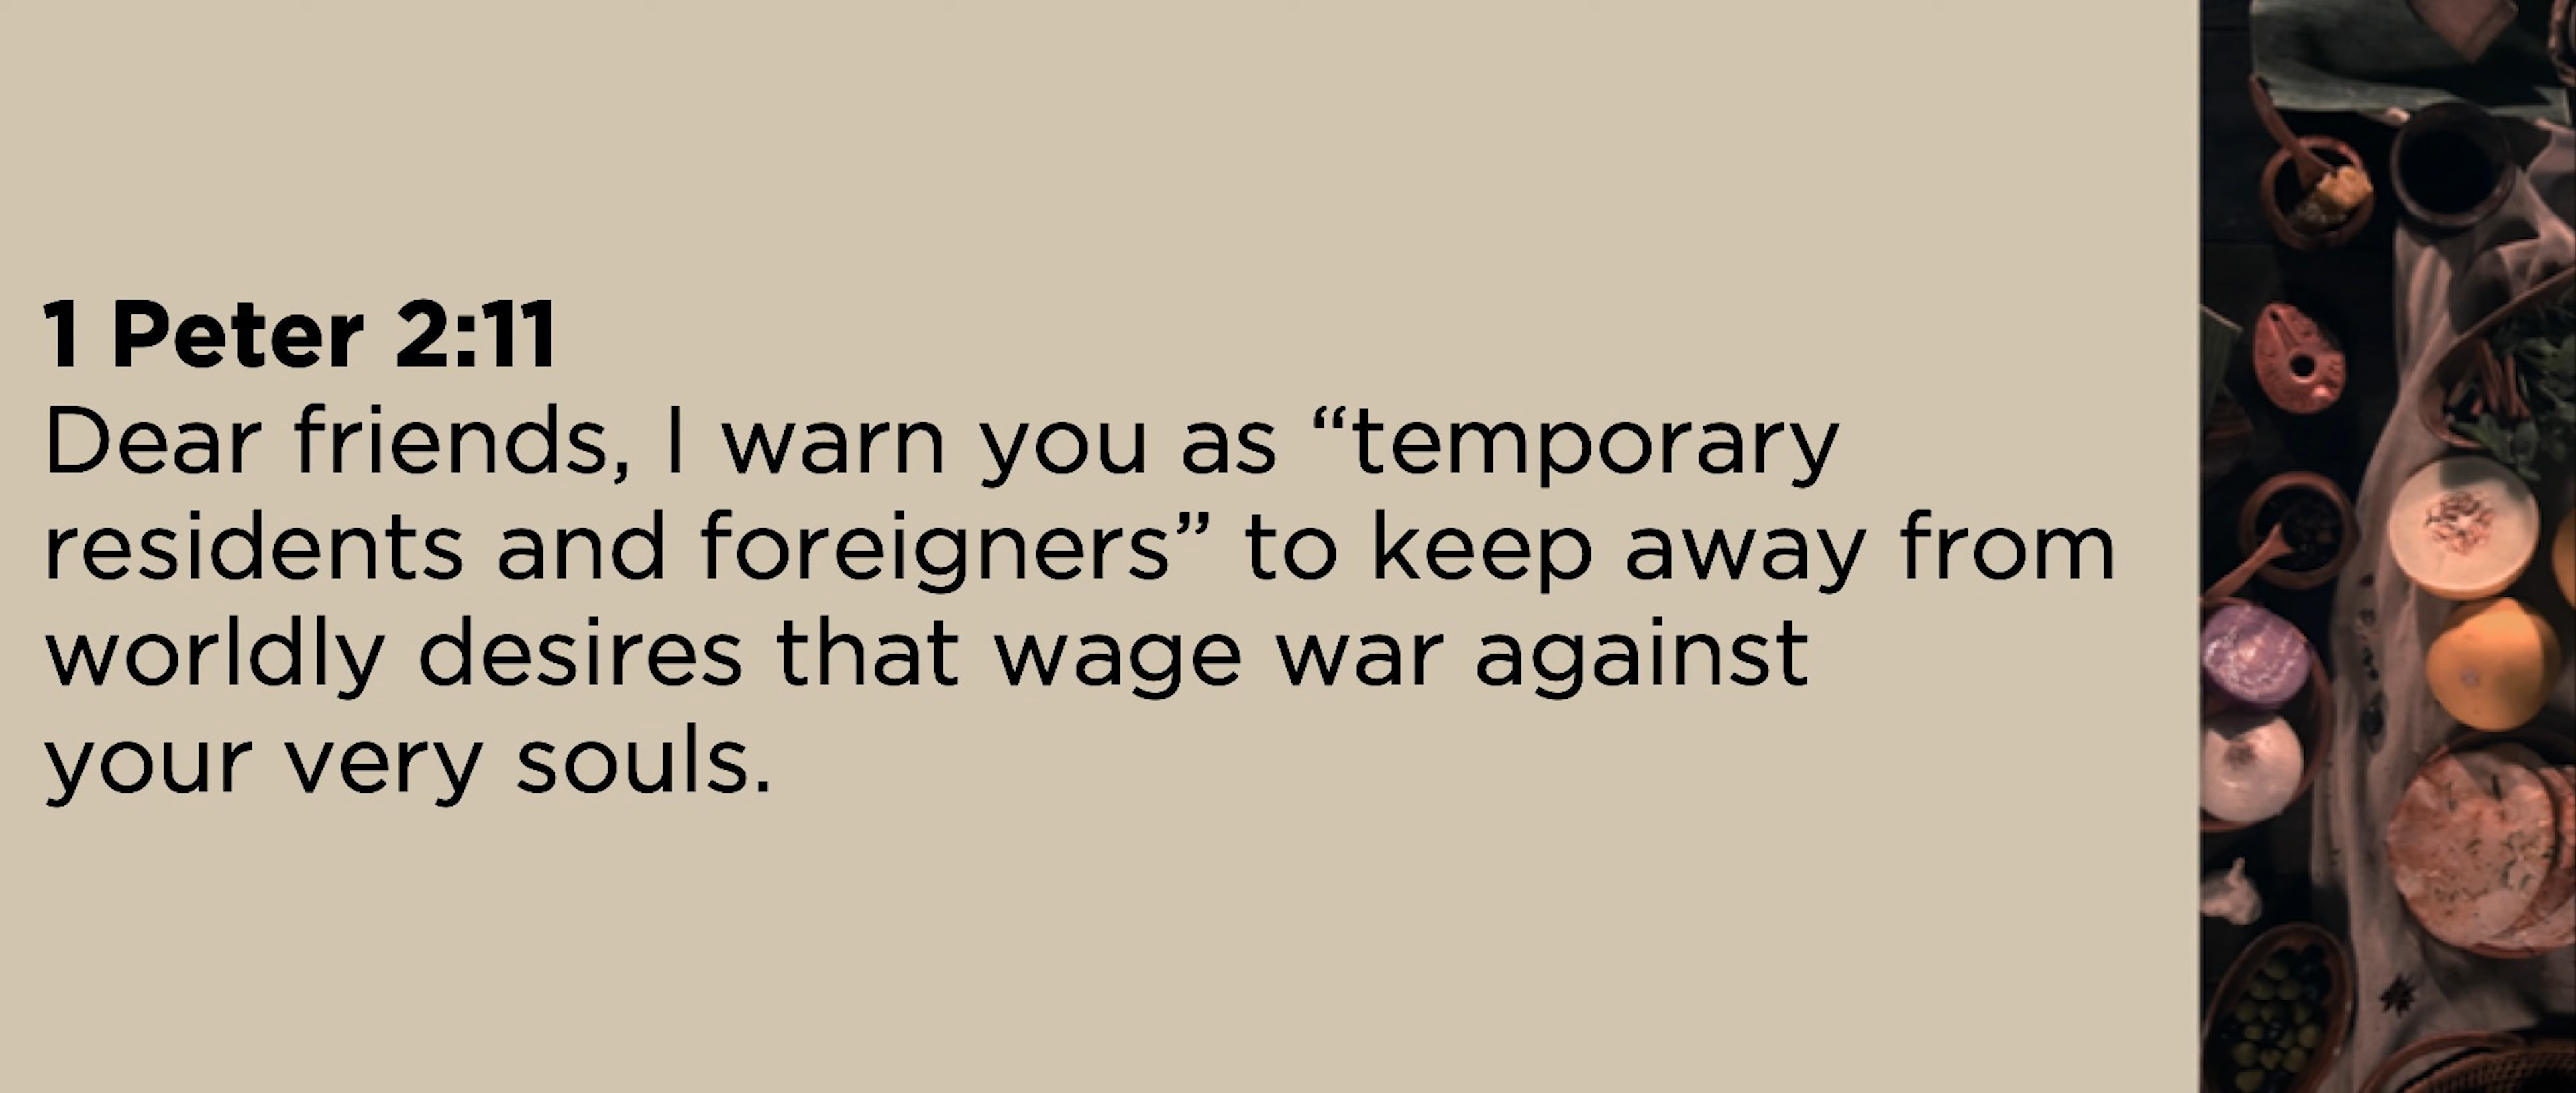 1 Peter 2:11
Dear friends, I warn you as “temporary
residents and foreigners” to keep away from
worldly desires that wage war against
your very souls.